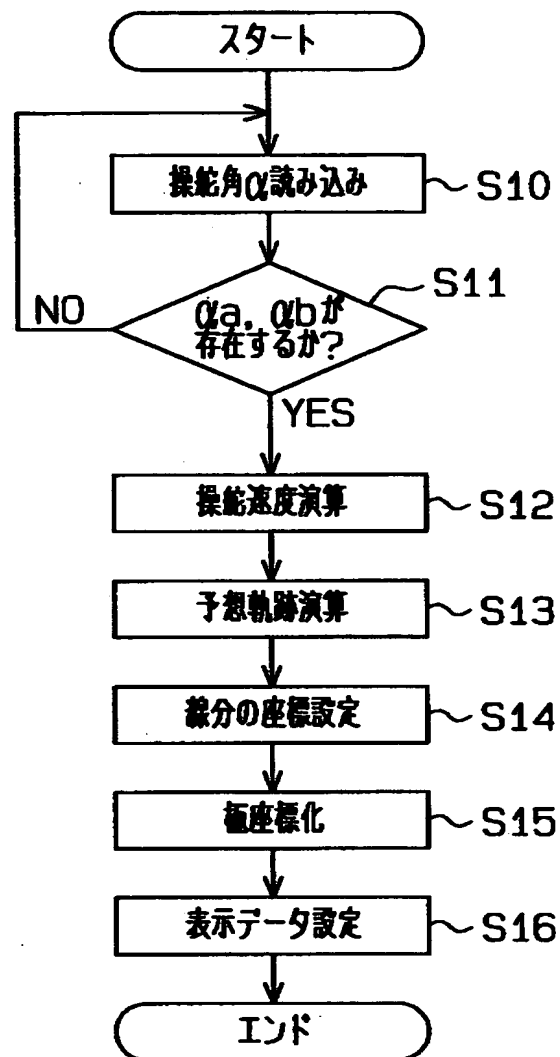 スタート
操舵角α読み込み
S10
αa, αbが
存在するか?
S11
NO
YES
操舵速度演算
S12
予想軌跡演算
S13
線分の座標設定
S14
極座標化
S15
表示データ設定
S16
エンド